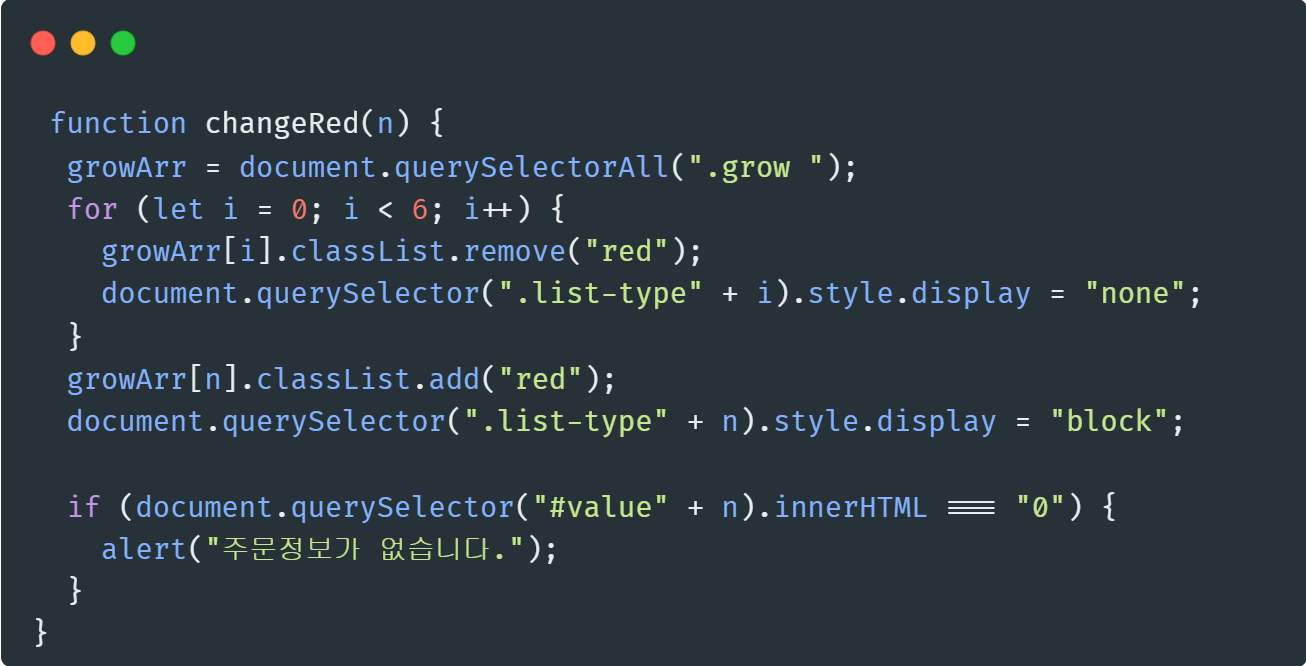 function changeRed(n) {
growArr = document.querySelectorAll(".grow ");
for (let i = 0; i < 6; i++) {
growArr[i].classList.remove("red");
document.querySelector(".list-type" + i).style.display = "none";
}
growArr[n].classList.add("red");
document.querySelector(".list-type" + n).style.display = "block";
if (document.querySelector("#value" + n).innerHTML === "0") {
alert("주문정보가 없습니다.");
}
}